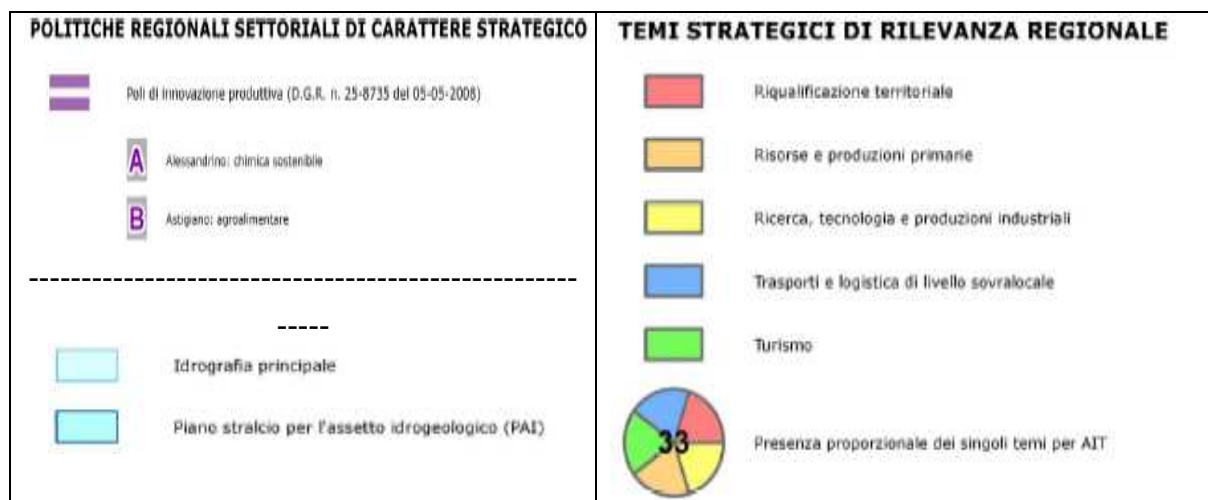 POLITICHE REGIONALI SETTORIALI DI CARATTERE STRATEGICO
Poli di innovazione produttiva (D.G.R. n. 25-8735 del 05-05-2008)
A Alessandrino: chimica sostenibile
B Astigiano: agroalimentare
Idrografia principale
Piano stralcio per l'assetto idrogeologico (PAI)
TEMI STRATEGICI DI RILEVANZA REGIONALE
Riqualificazione territoriale
Risorse e produzioni primarie
Ricerca, tecnologia e produzioni industriali
Trasporti e logistica di livello sovralocale
Turismo
33 Presenza proporzionale dei singoli temi per AIT